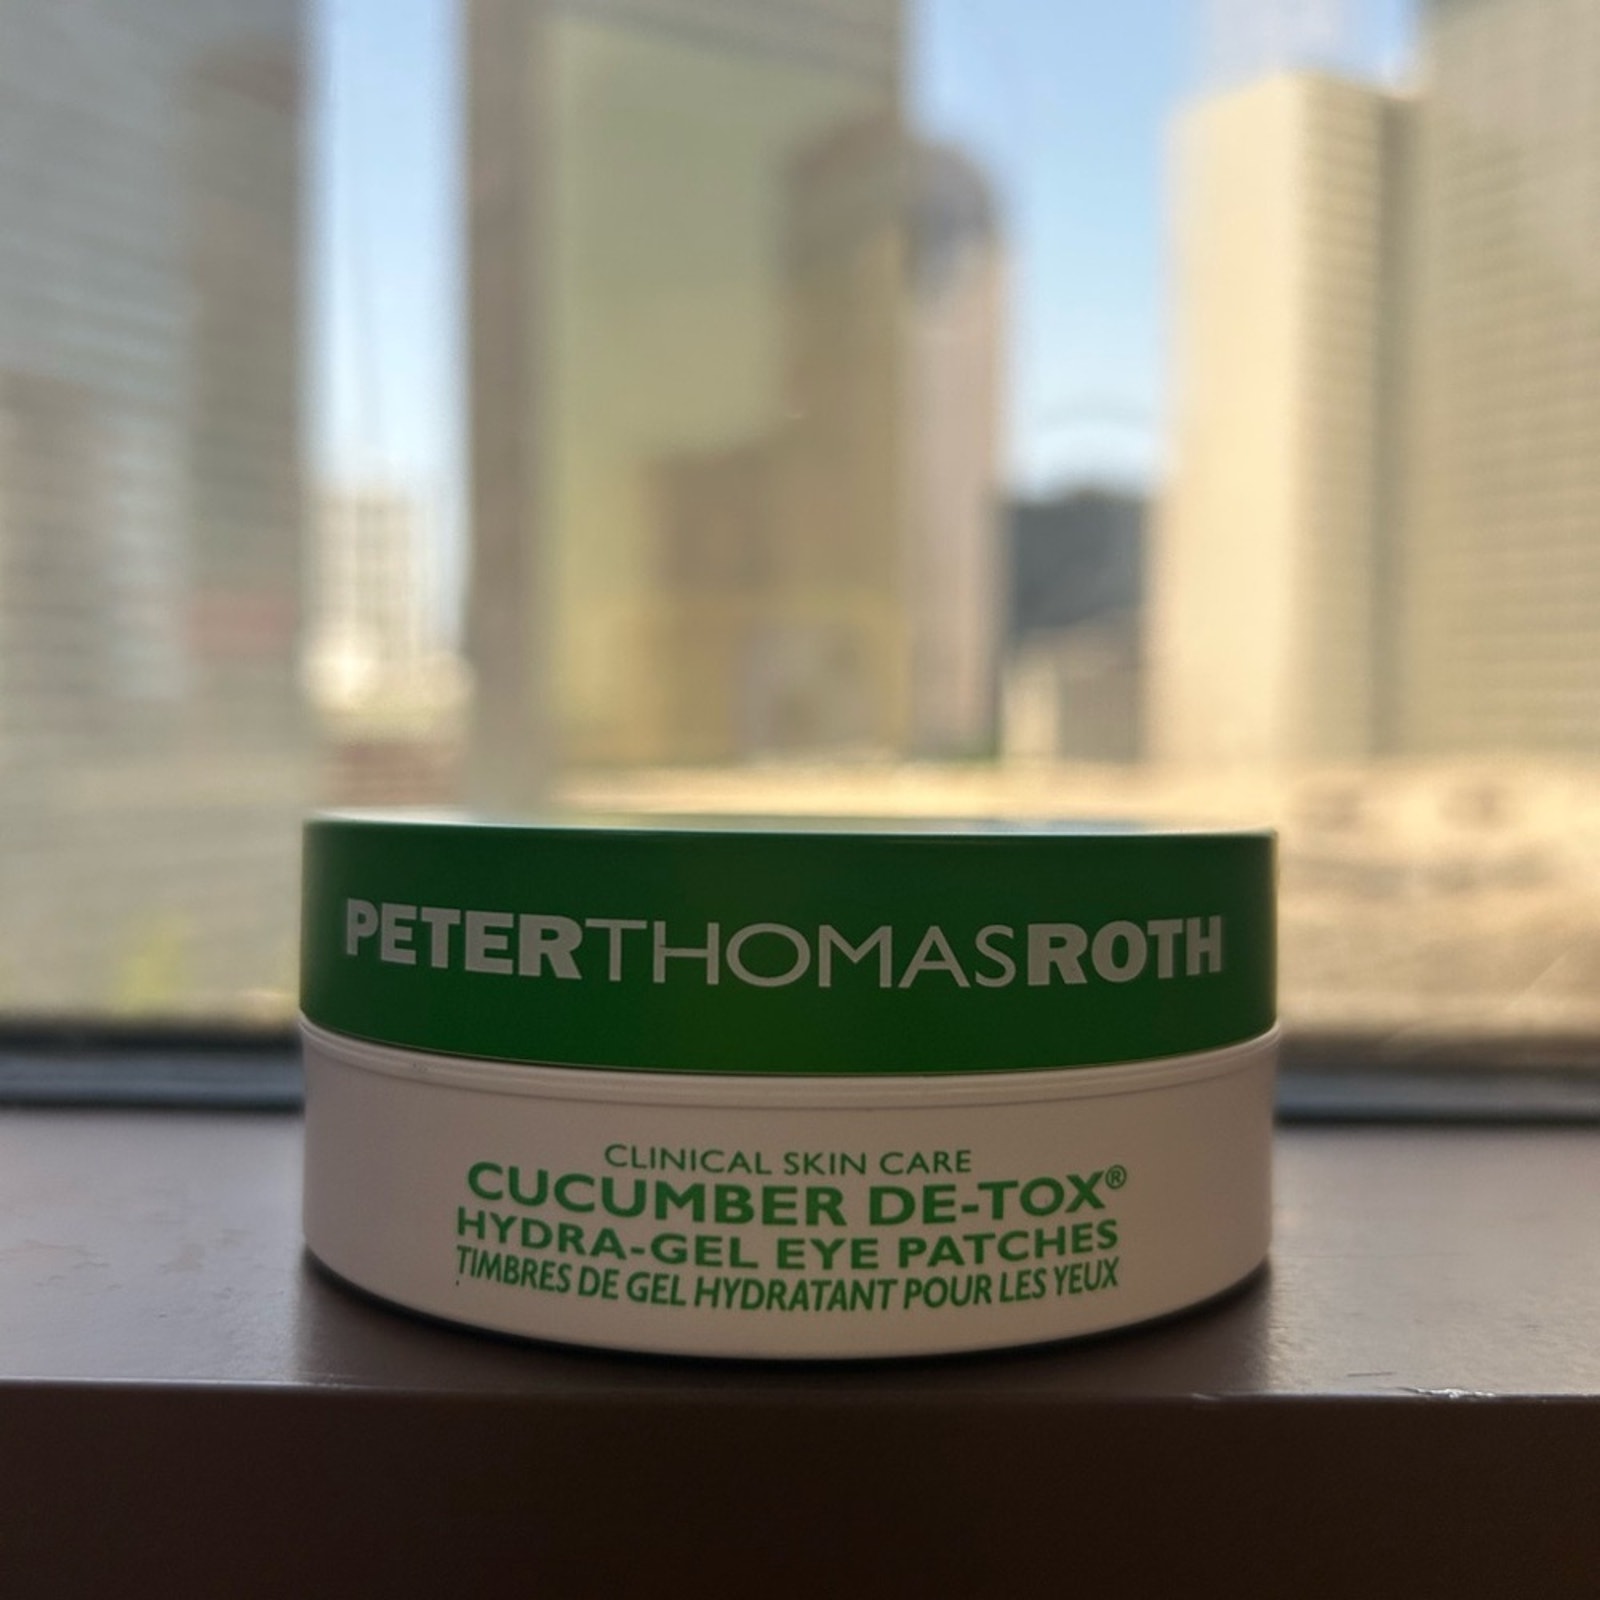 PETERTHOMASROTH
CLINICAL SKIN CARE
CUCUMBER DE-TOX®
HYDRA-GEL EYE PATCHES
TIMBRES DE GEL HYDRATANT POUR LES YEUX